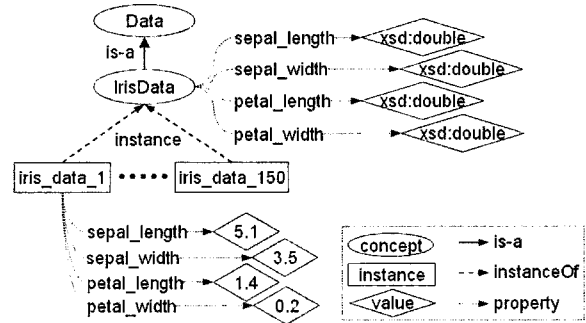 Data
is-a
sepal_length xsd:double
sepal_width xsd:double
IrisData
petal_length xsd:double
petal_width xsd:double
instance
iris_data_1 iris_data_150
sepal_length 5.1
sepal_width 3.5
petal_length 1.4
petal_width 0.2
concept is-a
instance instanceOf
value property